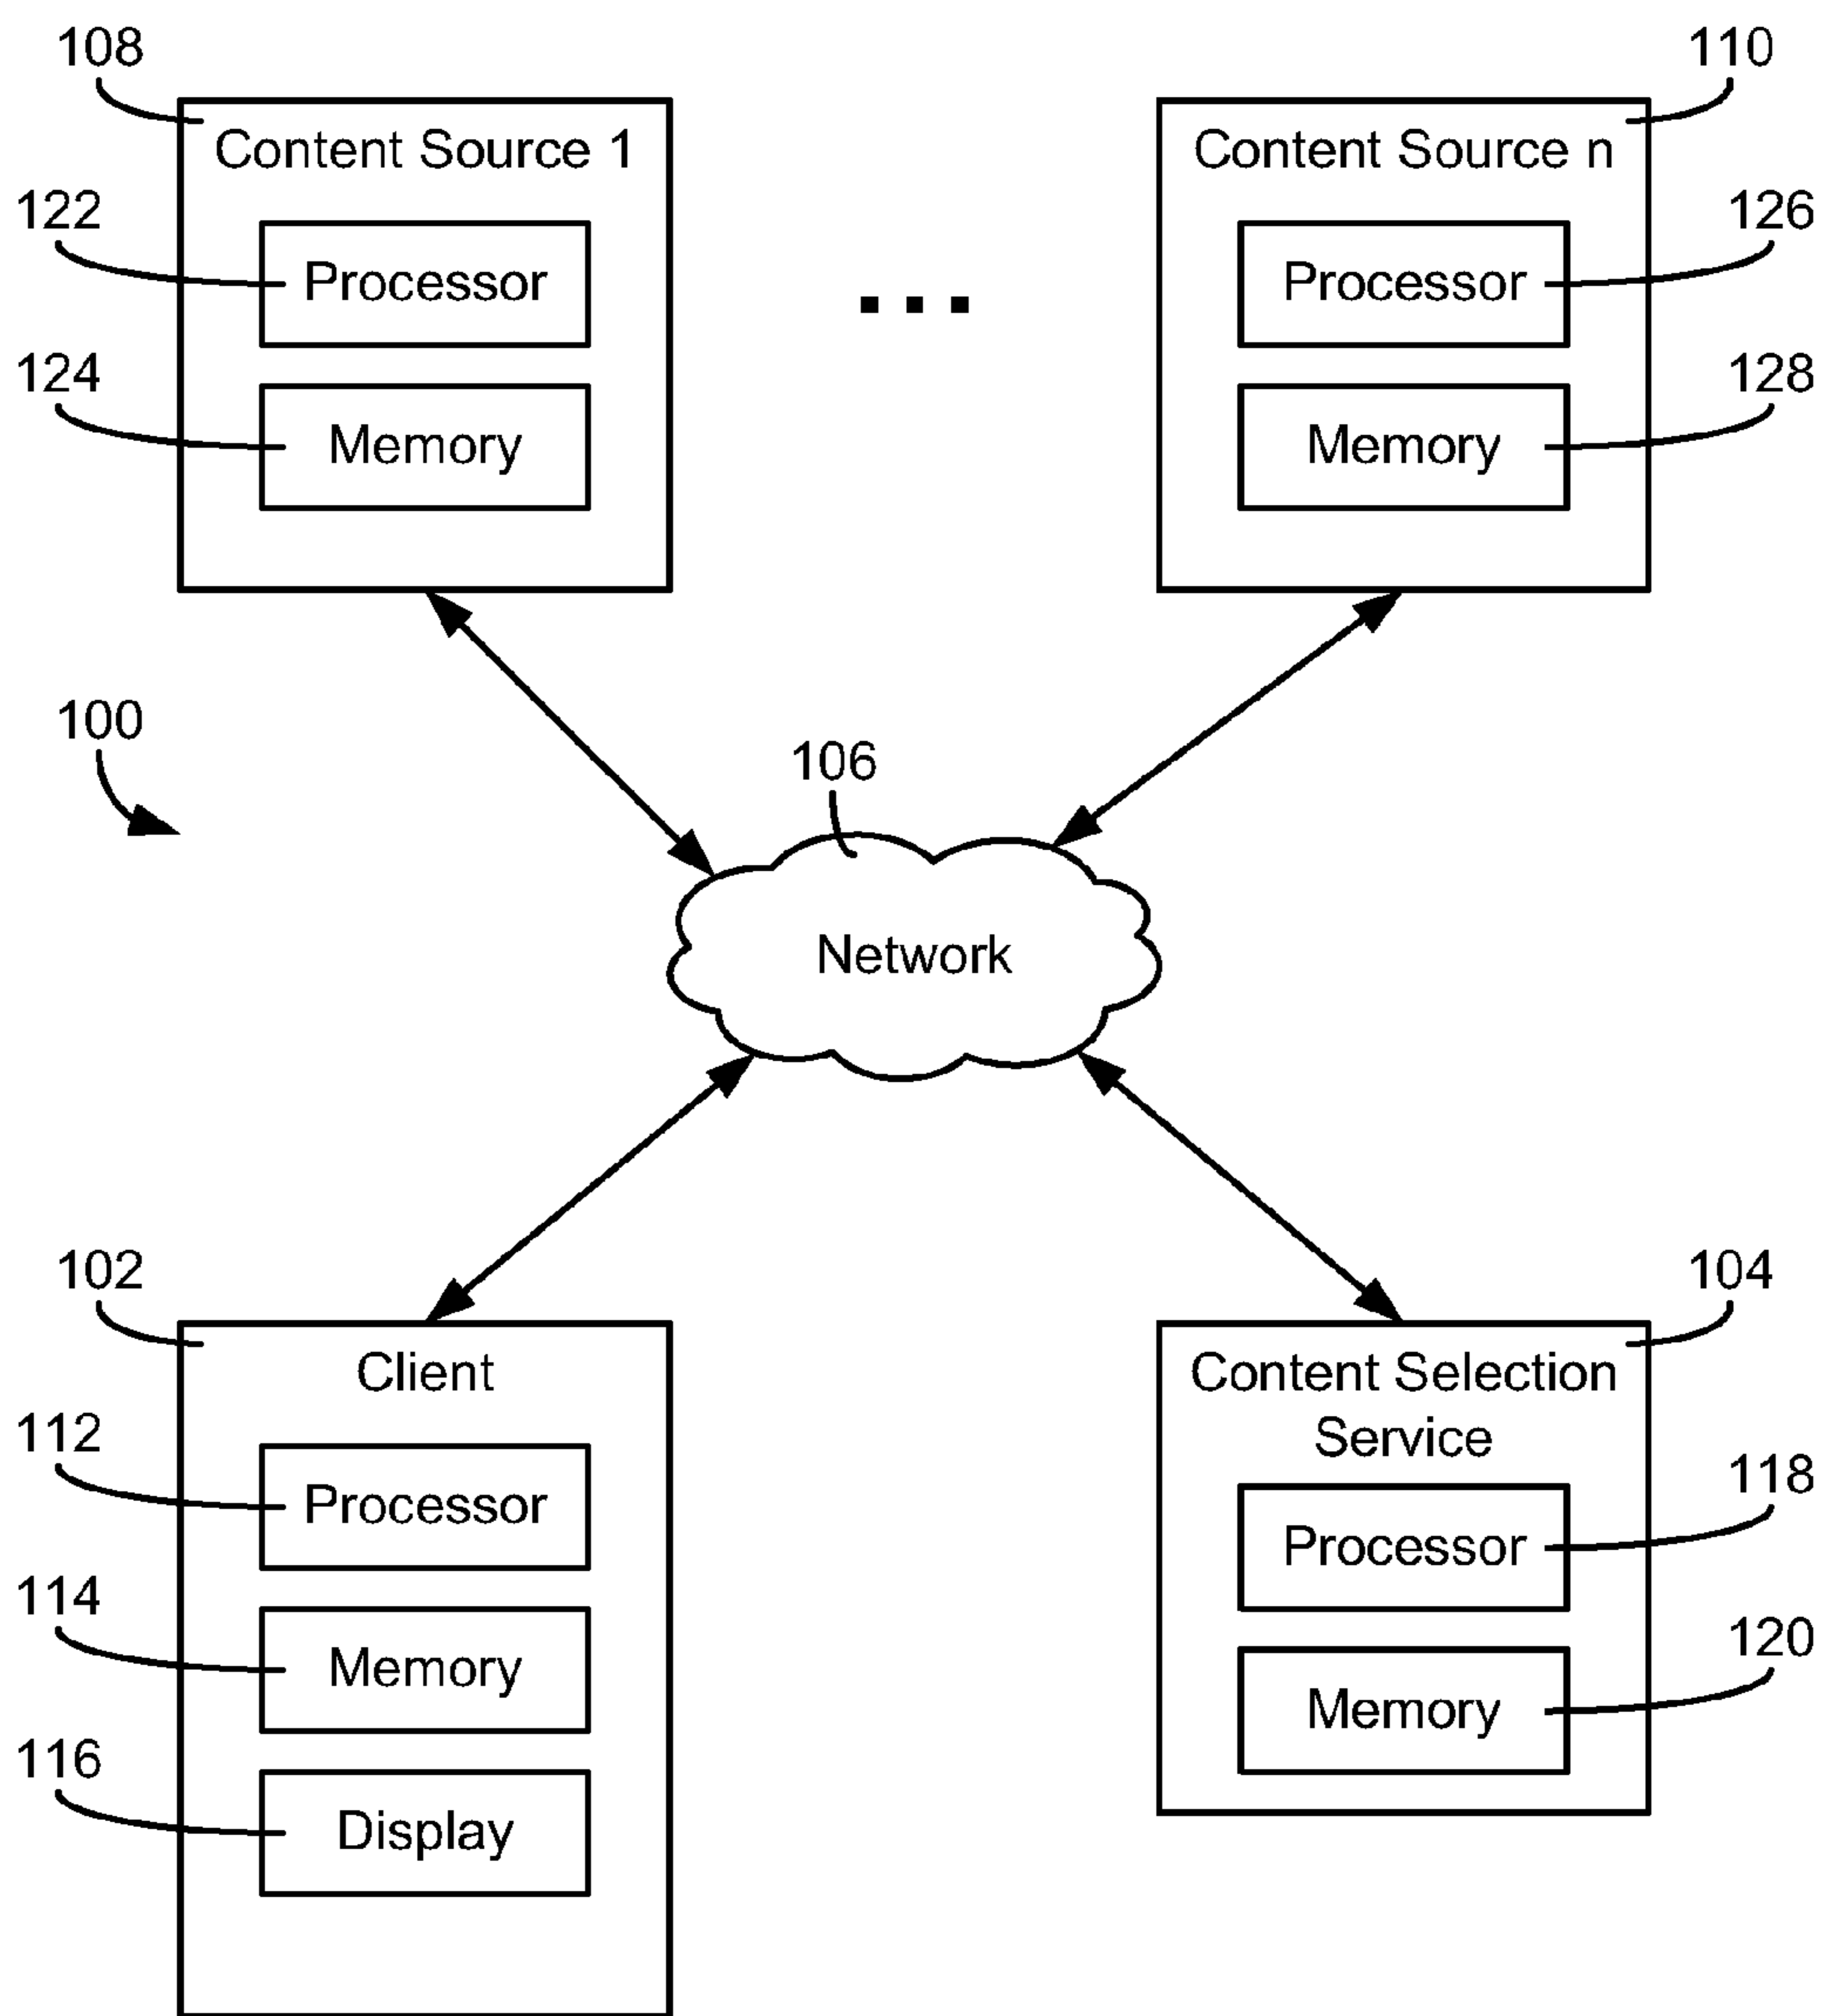 108
110
Content Source 1
Content Source n
122
Processor
126
Processor
124
Memory
128
Memory
...
100
106
Network
102
104
Client
Content Selection
Service
112
Processor
118
Processor
114
Memory
120
Memory
116
Display